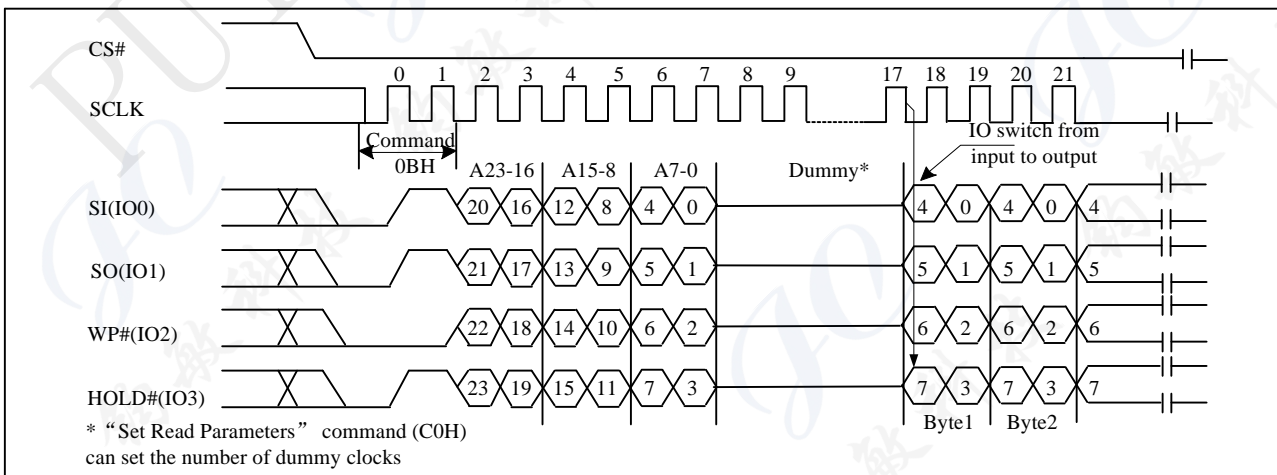 CS#
0 1 2 3 4 5 6 7 8 9 17 18 19 20 21
SCLK
Command
0BH
IO switch from
input to output
A23-16 A15-8 A7-0 Dummy*
SI(IO0) 20 16 12 8 4 0 4 0 4 0 4
SO(IO1) 21 17 13 9 5 1 5 1 5 1 5
WP#(IO2) 22 18 14 10 6 2 6 2 6 2 6
HOLD#(IO3) 23 19 15 11 7 3 7 3 7 3 7
Byte1 Byte2
* “Set Read Parameters” command (C0H)
can set the number of dummy clocks